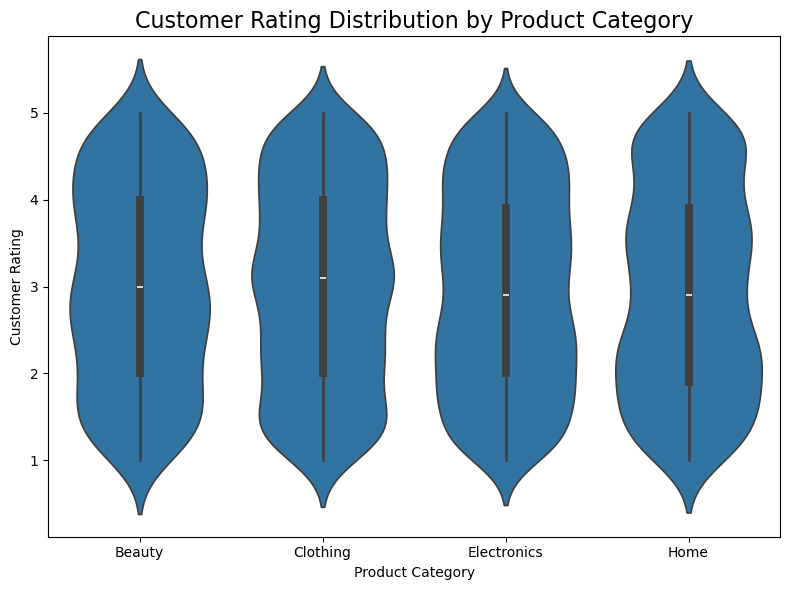 Customer Rating Distribution by Product Category
Customer Rating
5
4
3
2
1
Beauty Clothing Electronics Home
Product Category